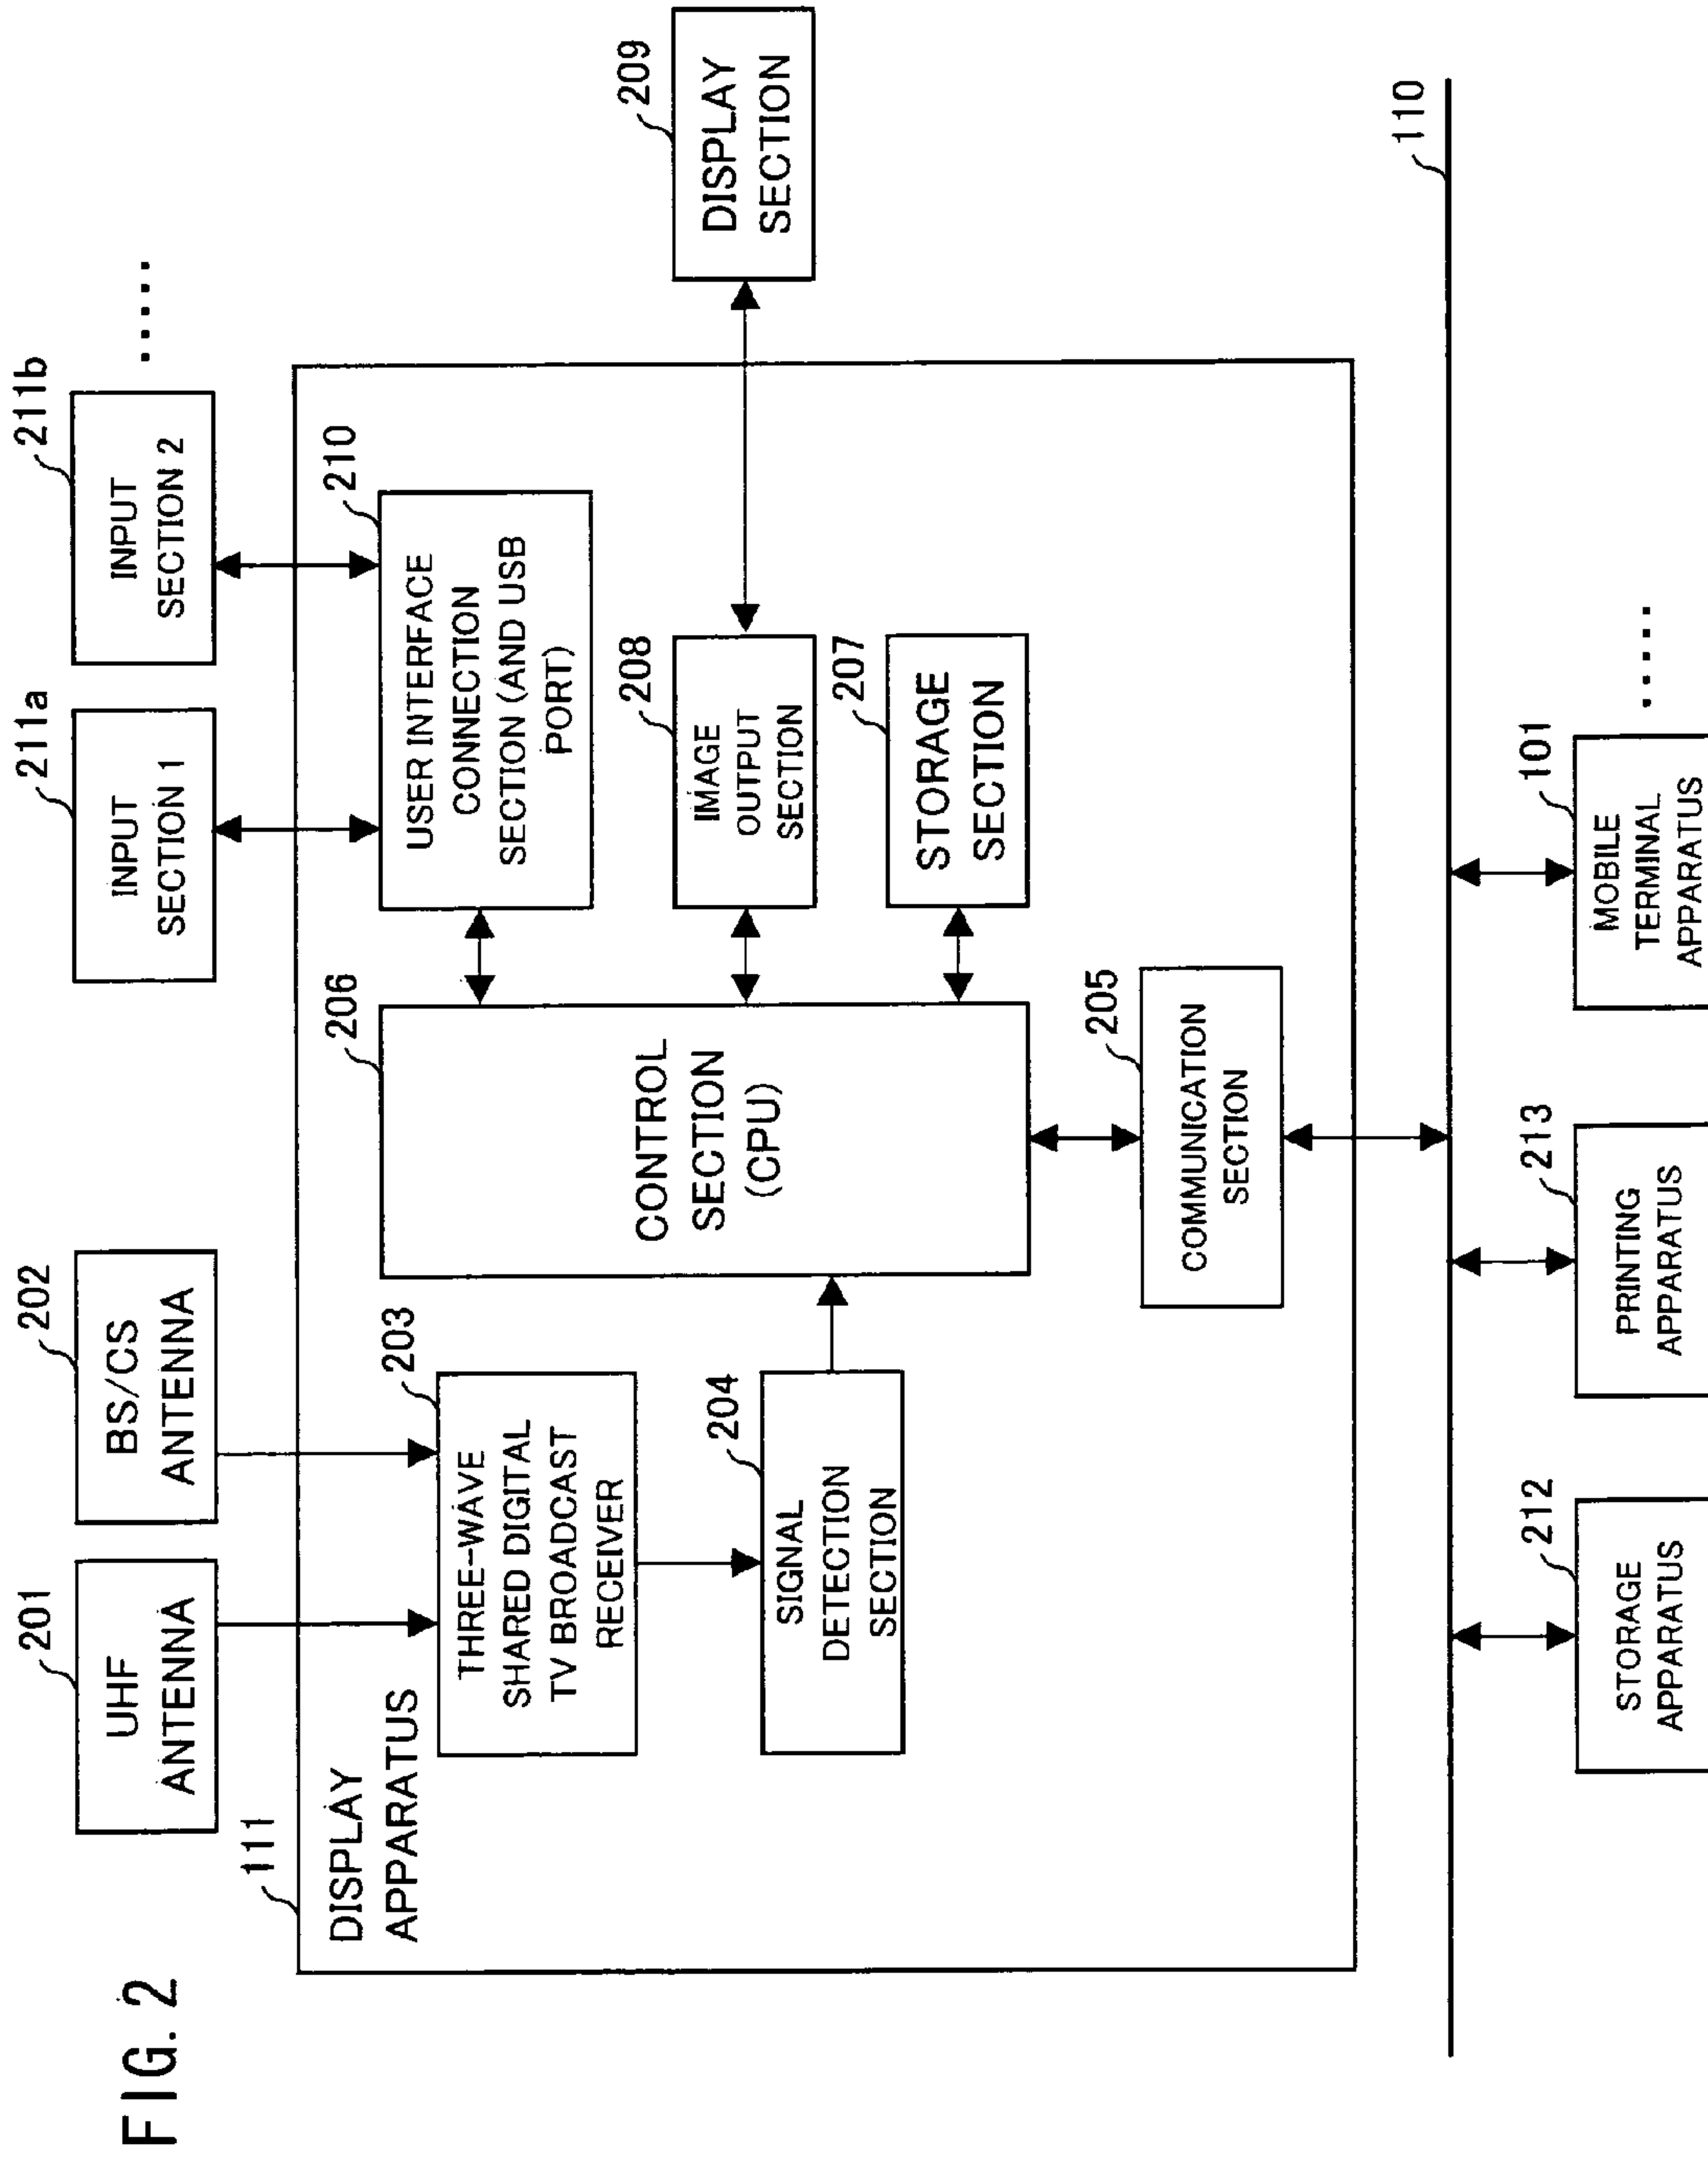 FIG. 2
201
UHF
ANTENNA
202
BS/CS
ANTENNA
211a
INPUT
SECTION 1
211b
INPUT
SECTION 2
.....
111
DISPLAY
APPARATUS
203
THREE-WAVE
SHARED DIGITAL
TV BROADCAST
RECEIVER
204
SIGNAL
DETECTION
SECTION
206
CONTROL
SECTION
(CPU)
210
USER INTERFACE
CONNECTION
SECTION (AND USB
PORT)
208
IMAGE
OUTPUT
SECTION
207
STORAGE
SECTION
209
DISPLAY
SECTION
205
COMMUNICATION
SECTION
110
212
STORAGE
APPARATUS
213
PRINTING
APPARATUS
101
MOBILE
TERMINAL
APPARATUS
.....